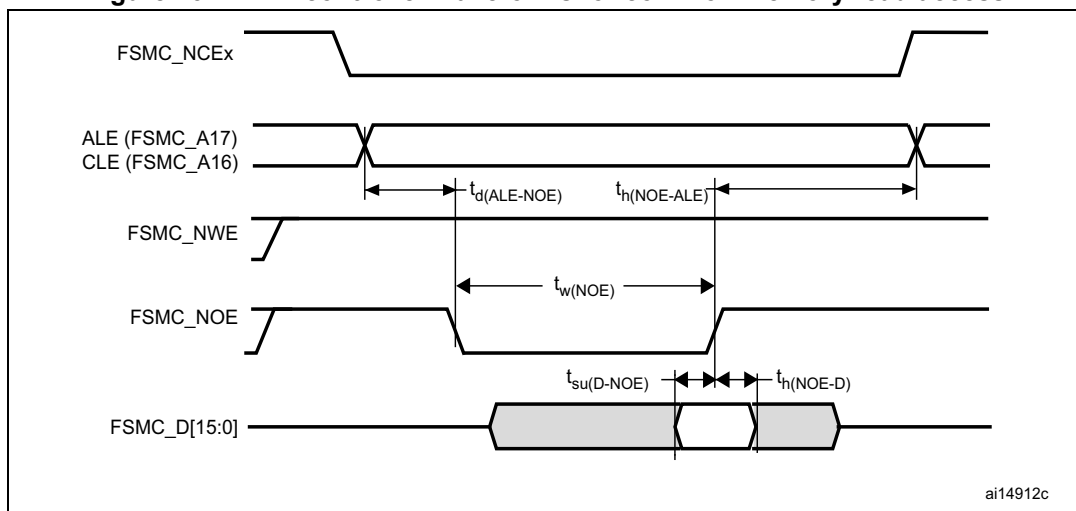 FSMC_NCEx
ALE (FSMC_A17)
CLE (FSMC_A16)
td(ALE-NOE)
th(NOE-ALE)
FSMC_NWE
tw(NOE)
FSMC_NOE
tsu(D-NOE)
th(NOE-D)
FSMC_D[15:0]
ai14912c